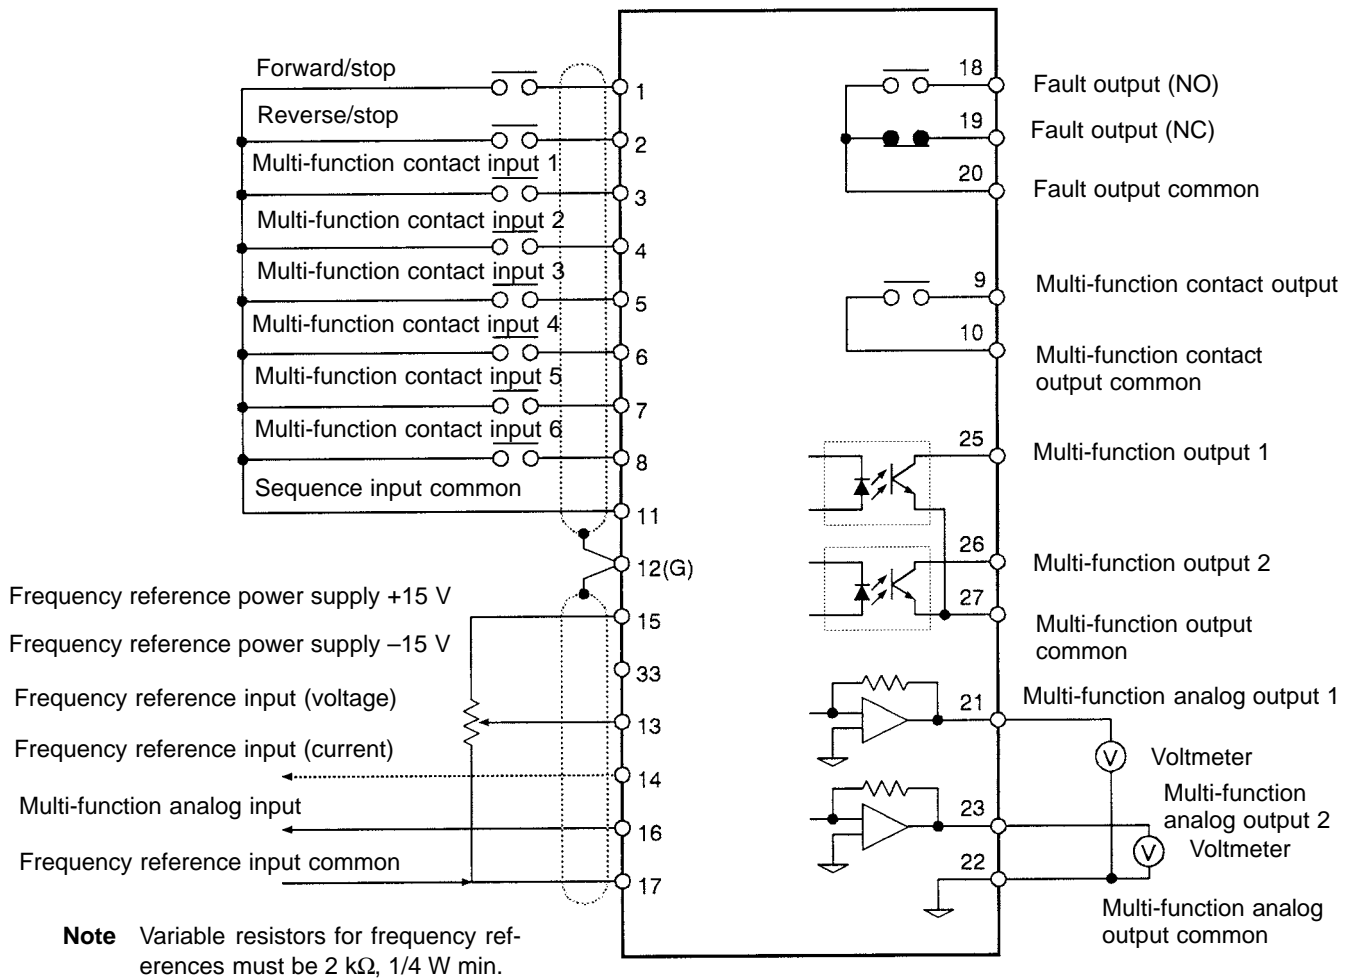 Forward/stop
1
Reverse/stop
2
Multi-function contact input 1
3
Multi-function contact input 2
4
Multi-function contact input 3
5
Multi-function contact input 4
6
Multi-function contact input 5
7
Multi-function contact input 6
8
Sequence input common
11
12(G)
Frequency reference power supply +15 V
15
Frequency reference power supply –15 V
33
Frequency reference input (voltage)
13
Frequency reference input (current)
14
Multi-function analog input
16
Frequency reference input common
17
Note Variable resistors for frequency ref-
erences must be 2 kΩ, 1/4 W min.
18
Fault output (NO)
19
Fault output (NC)
20
Fault output common
9
Multi-function contact output
10
Multi-function contact
output common
25
Multi-function output 1
26
Multi-function output 2
27
Multi-function output
common
21
Multi-function analog output 1
V
Voltmeter
23
Multi-function
analog output 2
V
Voltmeter
22
Multi-function analog
output common